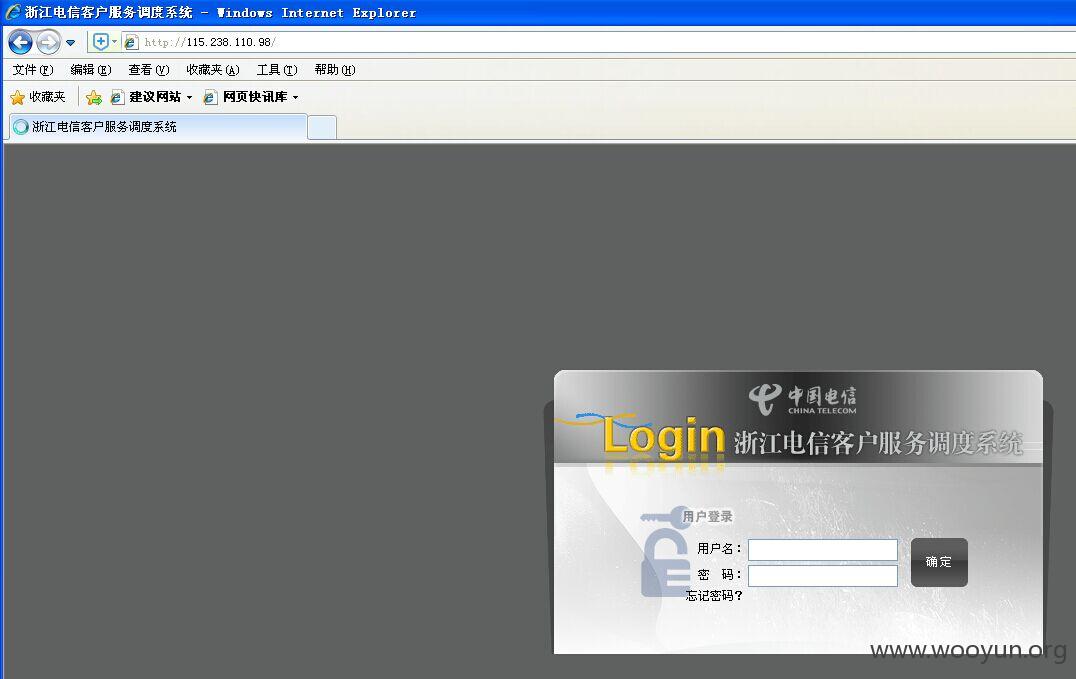 浙江电信客户服务调度系统 - Windows Internet Explorer
http://115.238.110.98/
文件(F) 编辑(E) 查看(V) 收藏夹(A) 工具(T) 帮助(H)
收藏夹 建议网站 网页快讯库
浙江电信客户服务调度系统
中国电信
CHINA TELECOM
Login 浙江电信客户服务调度系统
用户登录
用户名：
确定
密 码：
忘记密码?
www.wooyun.org